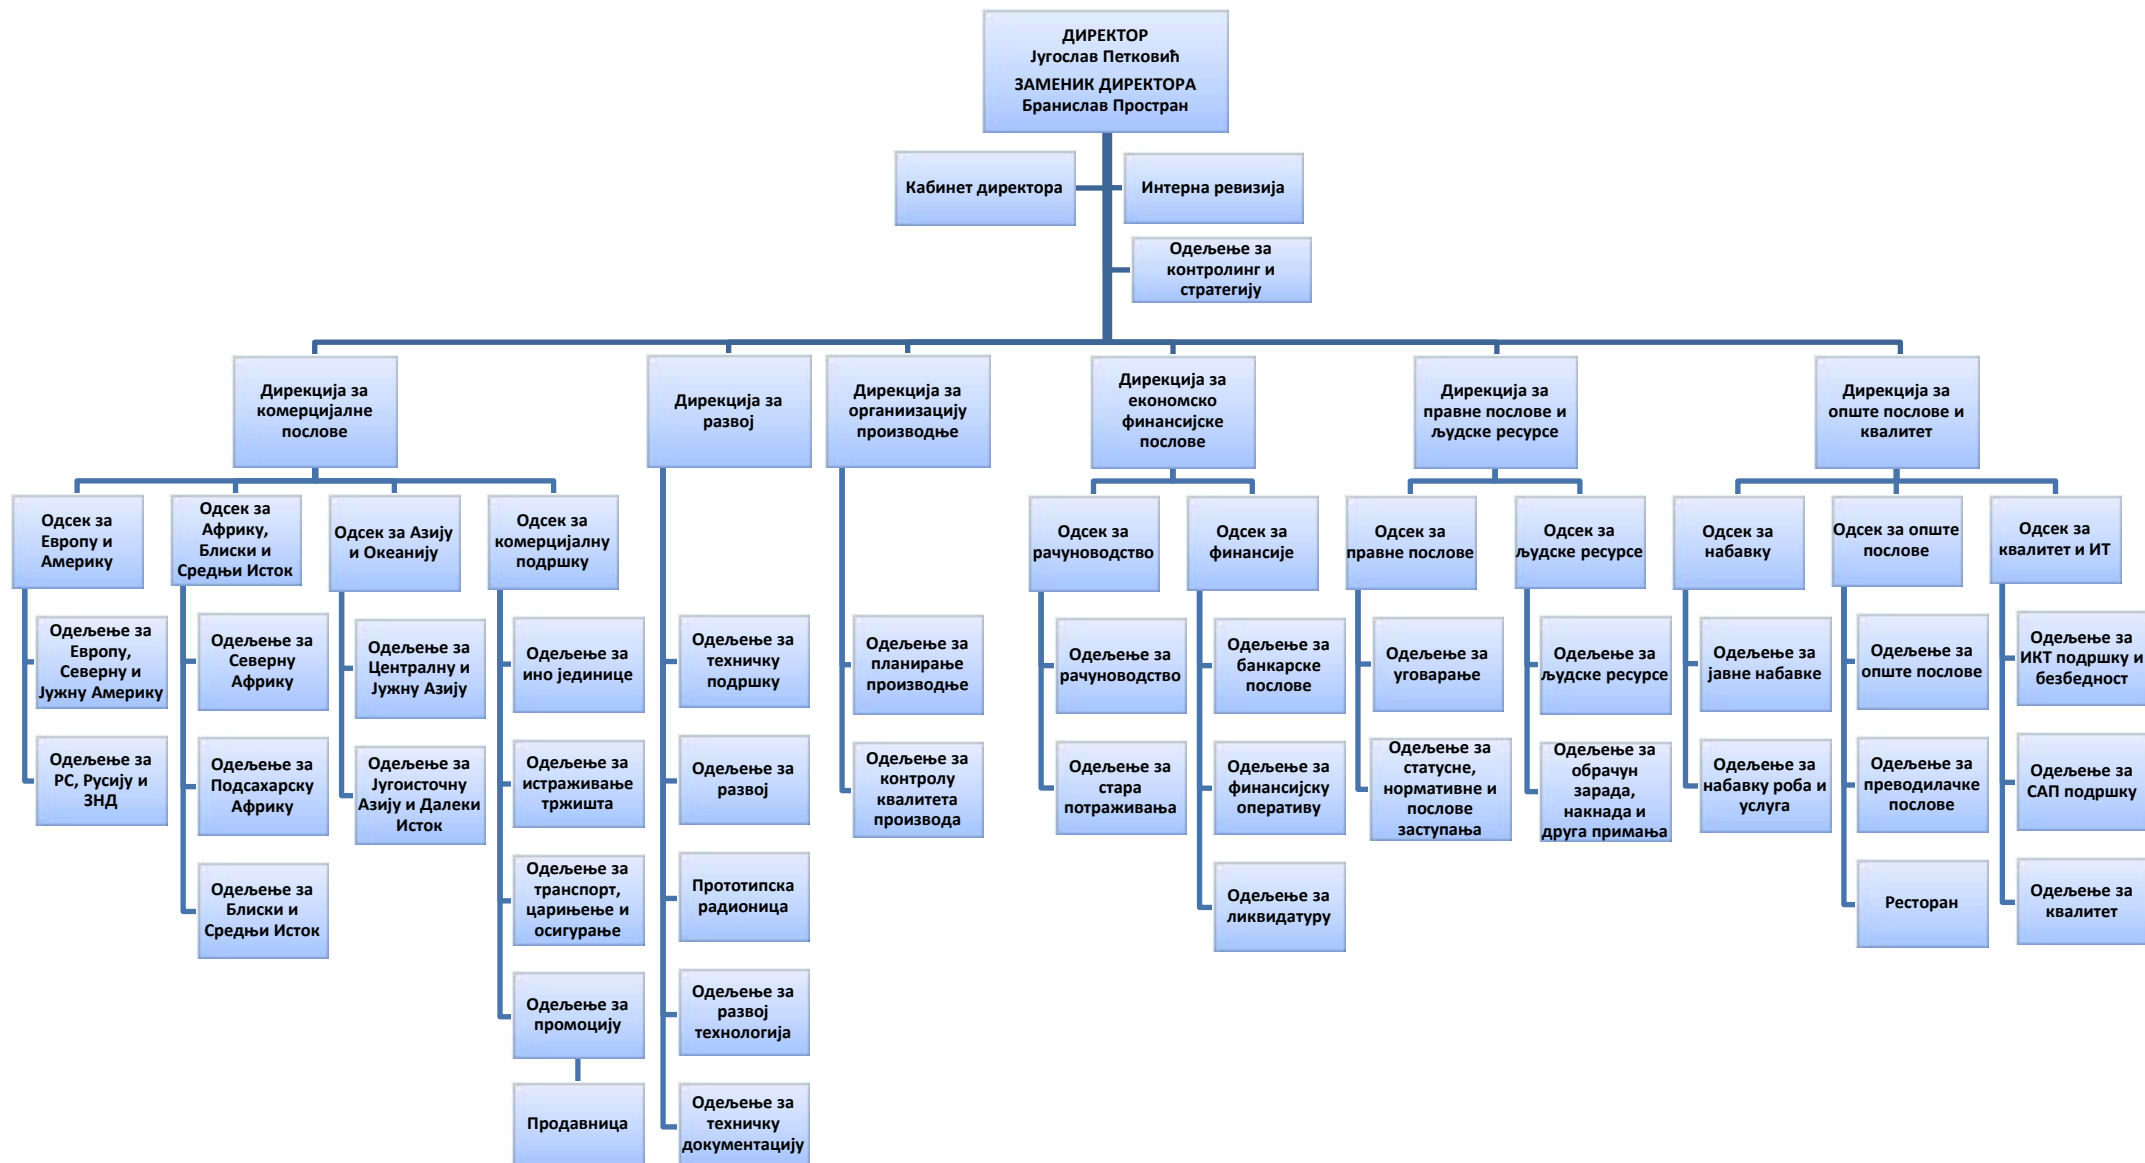 ДИРЕКТОР
Југослав Петковић
ЗАМЕНИК ДИРЕКТОРА
Бранислав Простран
Кабинет директора
Интерна ревизија
Одељење за
контролинг и
стратегију
Дирекција за
комерцијалне
послове
Дирекција за
развој
Дирекција за
органиизацију
производње
Дирекција за
економско
финансијске
послове
Дирекција за
правне послове и
људске ресурсе
Дирекција за
опште послове и
квалитет
Одсек за
Европу и
Америку
Одсек за
Африку,
Блиски и
Средњи Исток
Одсек за Азију
и Океанију
Одсек за
комерцијалну
подршку
Одсек за
рачуноводство
Одсек за
финансије
Одсек за
правне послове
Одсек за
људске ресурсе
Одсек за
набавку
Одсек за опште
послове
Одсек за
квалитет и ИТ
Одељење за
Европу,
Северну и
Јужну Америку
Одељење за
Северну
Африку
Одељење за
Централну и
Јужну Азију
Одељење за
ино јединице
Одељење за
техничку
подршку
Одељење за
планирање
производње
Одељење за
рачуноводство
Одељење за
банкарске
послове
Одељење за
уговарање
Одељење за
људске ресурсе
Одељење за
јавне набавке
Одељење за
опште послове
Одељење за
ИКТ подршку и
безбедност
Одељење за
РС, Русију и
ЗНД
Одељење за
Подсахарску
Африку
Одељење за
Југоисточну
Азију и Далеки
Исток
Одељење за
истраживање
тржишта
Одељење за
развој
Одељење за
контролу
квалитета
производа
Одељење за
стара
потраживања
Одељење за
финансијску
оперативу
Одељење за
статусне,
нормативне и
послове
заступања
Одељење за
обрачун
зарада,
накнада и
друга примања
Одељење за
набавку роба и
услуга
Одељење за
преводилачке
послове
Одељење за
САП подршку
Одељење за
Блиски и
Средњи Исток
Одељење за
транспорт,
царињење и
осигурање
Прототипска
радионица
Одељење за
ликвидатуру
Ресторан
Одељење за
квалитет
Одељење за
промоцију
Одељење за
развој
технологија
Продавница
Одељење за
техничку
документацију